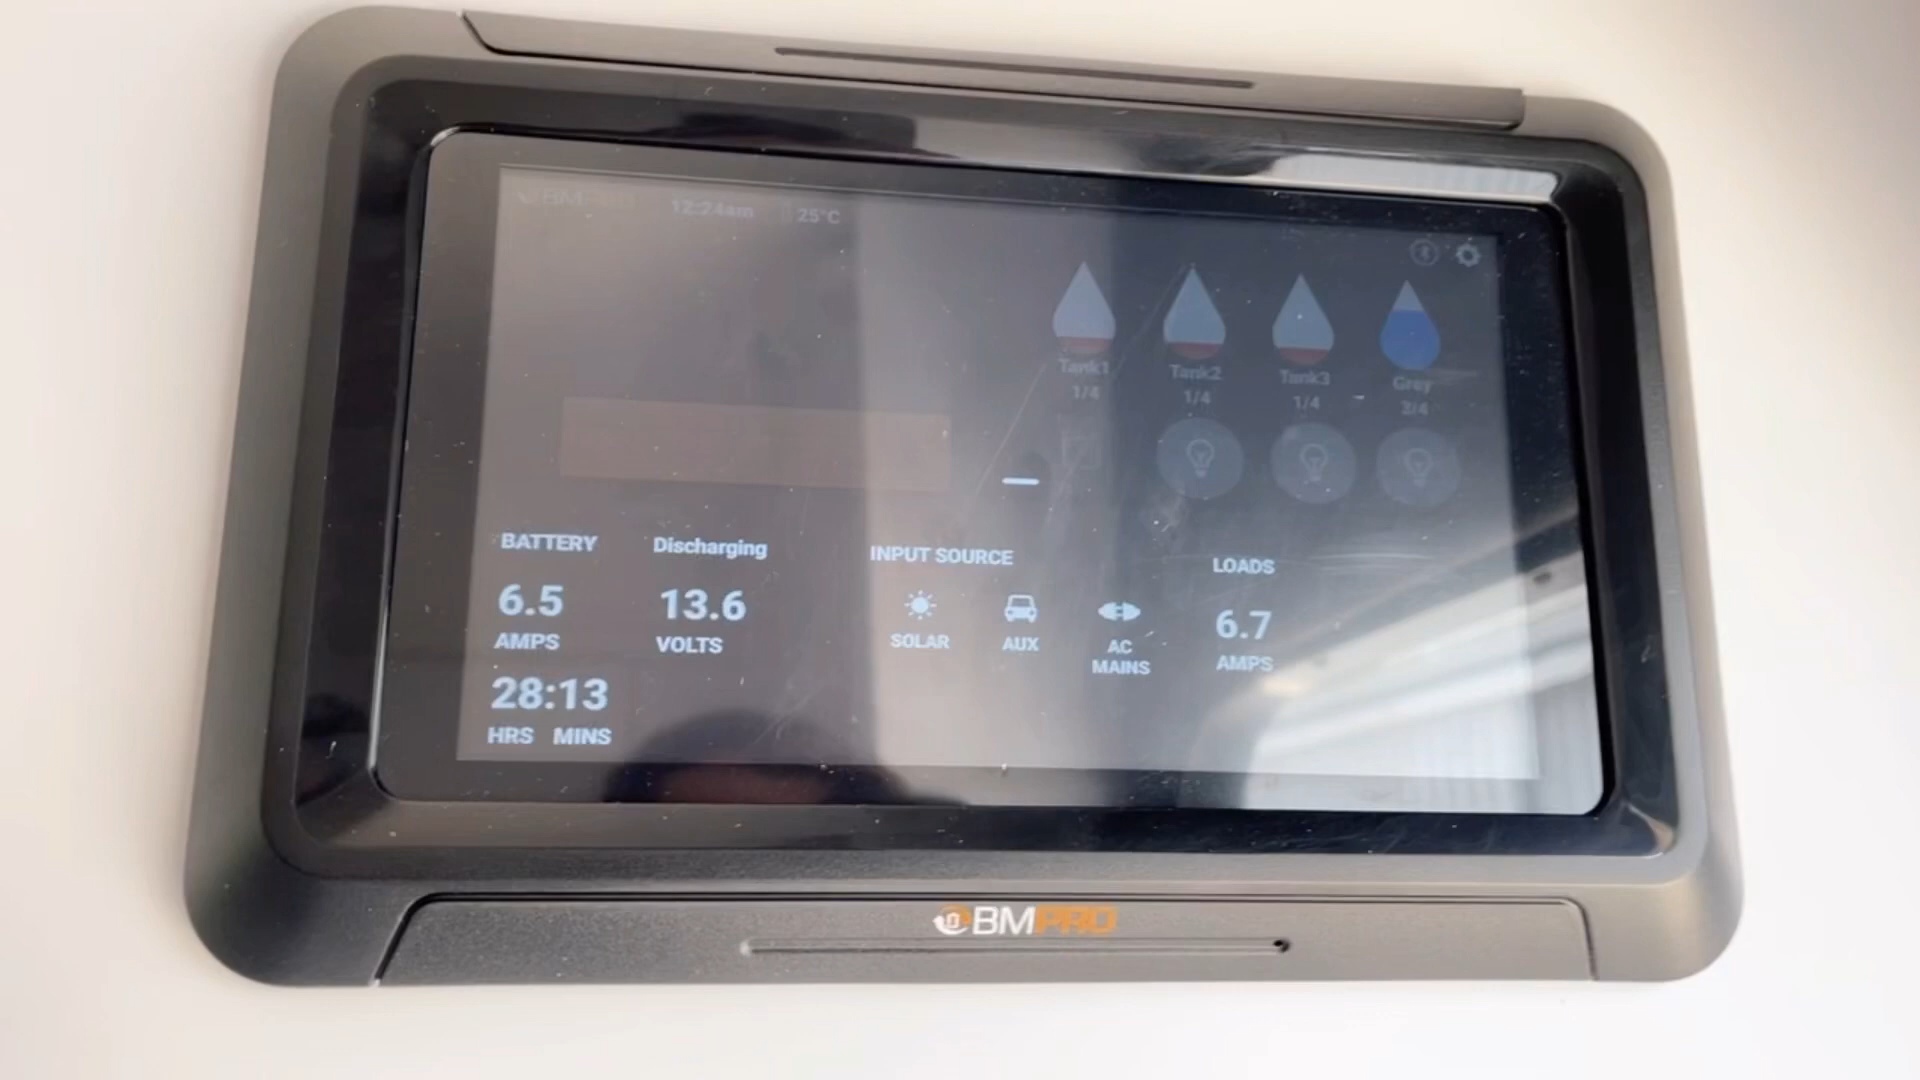 BMPRO 12:24am 25°C
Tank1 Tank2 Tank3 Grey
1/4 1/4 1/4 3/4
BATTERY Discharging INPUT SOURCE LOADS
6.5 13.6 6.7
AMPS VOLTS SOLAR AUX AC MAINS AMPS
28:13
HRS MINS
BMPRO